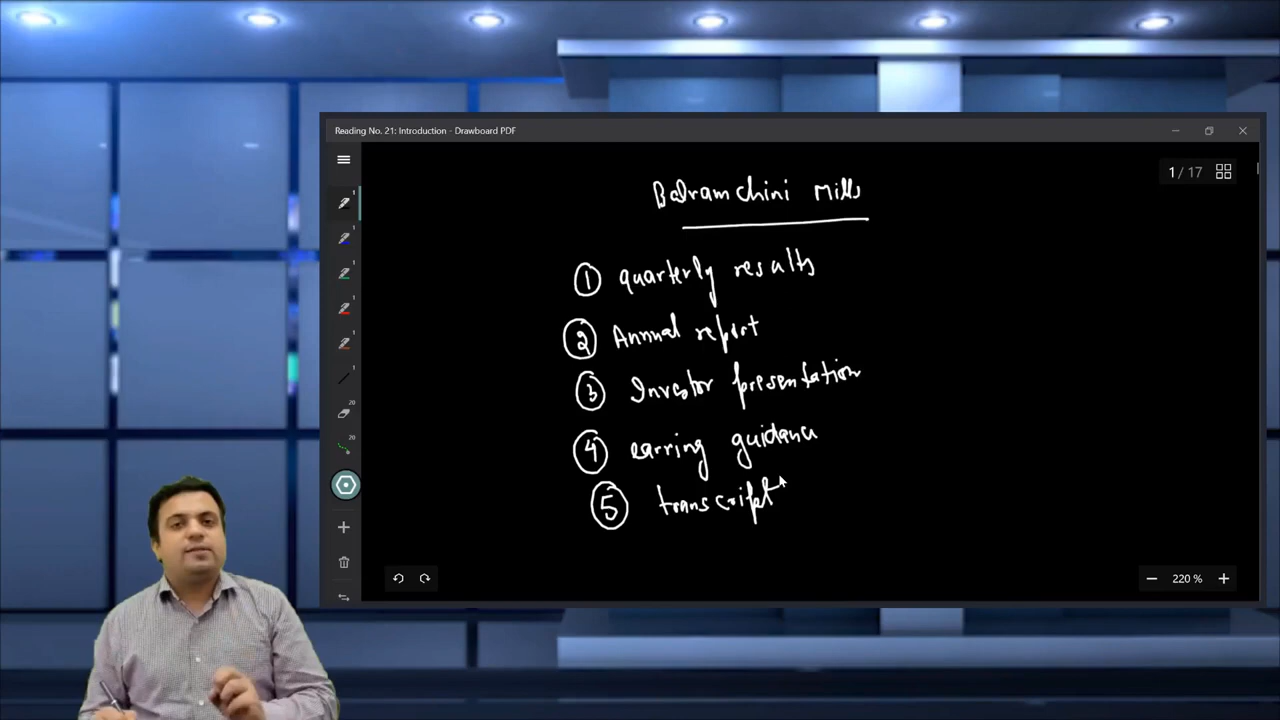 Reading No. 21: Introduction - Drawboard PDF
1 / 17
Balramchini Mills
① quarterly results
② Annual report
③ Investor presentation
④ earring guidance
⑤ transcript
220 %